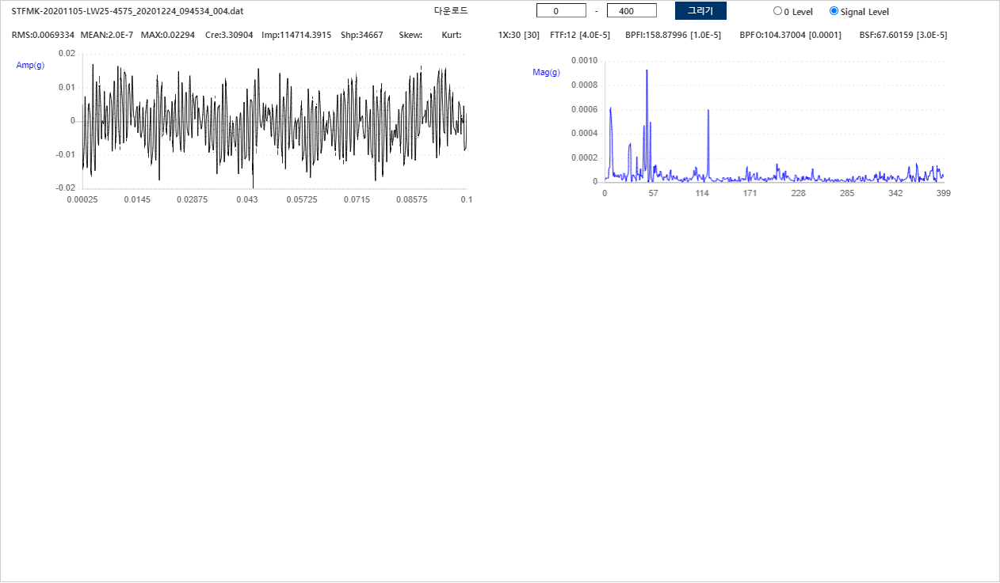 STFMK-20201105-LW25-4575_20201224_094534_004.dat 다운로드 0 - 400 그리기 0 Level Signal Level
RMS:0.0069334 MEAN:2.0E-7 MAX:0.02294 Cre:3.30904 Imp:114714.3915 Shp:34667 Skew: Kurt: 1X:30 [30] FTF:12 [4.0E-5] BPFI:158.87996 [1.0E-5] BPFO:104.37004 [0.0001] BSF:67.60159 [3.0E-5]
Amp(g)
0.02
0.01
0
-0.01
-0.02
0.00025 0.0145 0.02875 0.043 0.05725 0.0715 0.08575 0.1
Mag(g)
0.0010
0.0008
0.0006
0.0004
0.0002
0
0 57 114 171 228 285 342 399